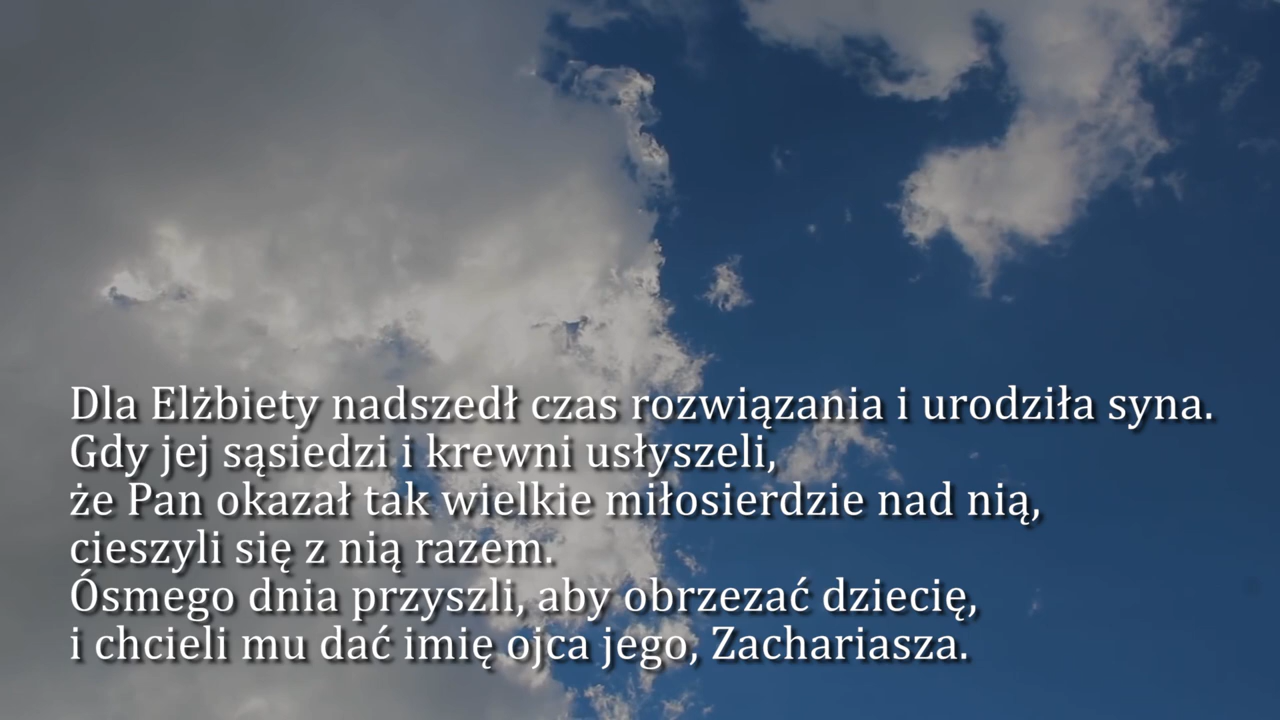 Dla Elżbiety nadszedł czas rozwiązania i urodziła syna.
Gdy jej sąsiedzi i krewni usłyszeli,
że Pan okazał tak wielkie miłosierdzie nad nią,
cieszyli się z nią razem.
Ósmego dnia przyszli, aby obrzezać dziecię,
i chcieli mu dać imię ojca jego, Zachariasza.